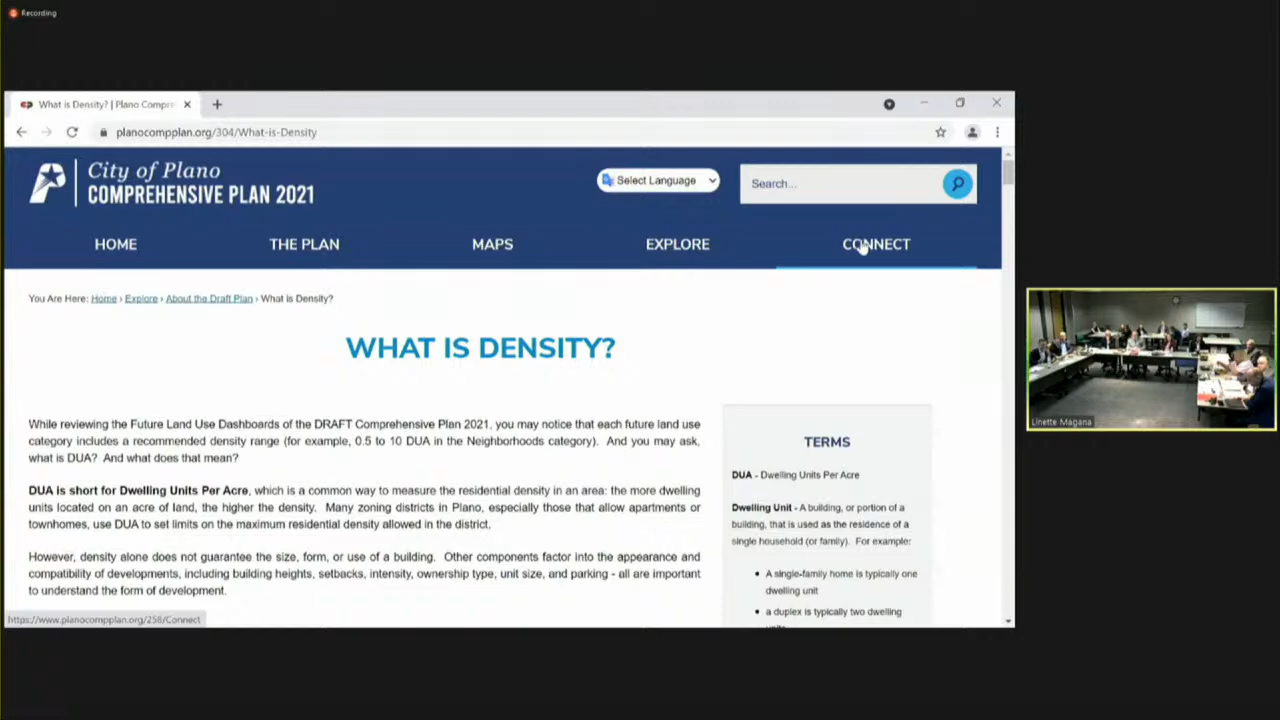 Recording
What is Density? | Plano Compr
planocompplan.org/304/What-is-Density
City of Plano
COMPREHENSIVE PLAN 2021
Select Language
Search...
HOME
THE PLAN
MAPS
EXPLORE
CONNECT
You Are Here: Home › Explore › About the Draft Plan › What is Density?
WHAT IS DENSITY?
While reviewing the Future Land Use Dashboards of the DRAFT Comprehensive Plan 2021, you may notice that each future land use
category includes a recommended density range (for example, 0.5 to 10 DUA in the Neighborhoods category). And you may ask,
what is DUA? And what does that mean?
DUA is short for Dwelling Units Per Acre, which is a common way to measure the residential density in an area: the more dwelling
units located on an acre of land, the higher the density. Many zoning districts in Plano, especially those that allow apartments or
townhomes, use DUA to set limits on the maximum residential density allowed in the district.
However, density alone does not guarantee the size, form, or use of a building. Other components factor into the appearance and
compatibility of developments, including building heights, setbacks, intensity, ownership type, unit size, and parking - all are important
to understand the form of development.
TERMS
DUA - Dwelling Units Per Acre
Dwelling Unit - A building, or portion of a
building, that is used as the residence of a
single household (or family). For example:
• A single-family home is typically one
dwelling unit
• a duplex is typically two dwelling
units
https://www.planocompplan.org/258/Connect
Linette Magana